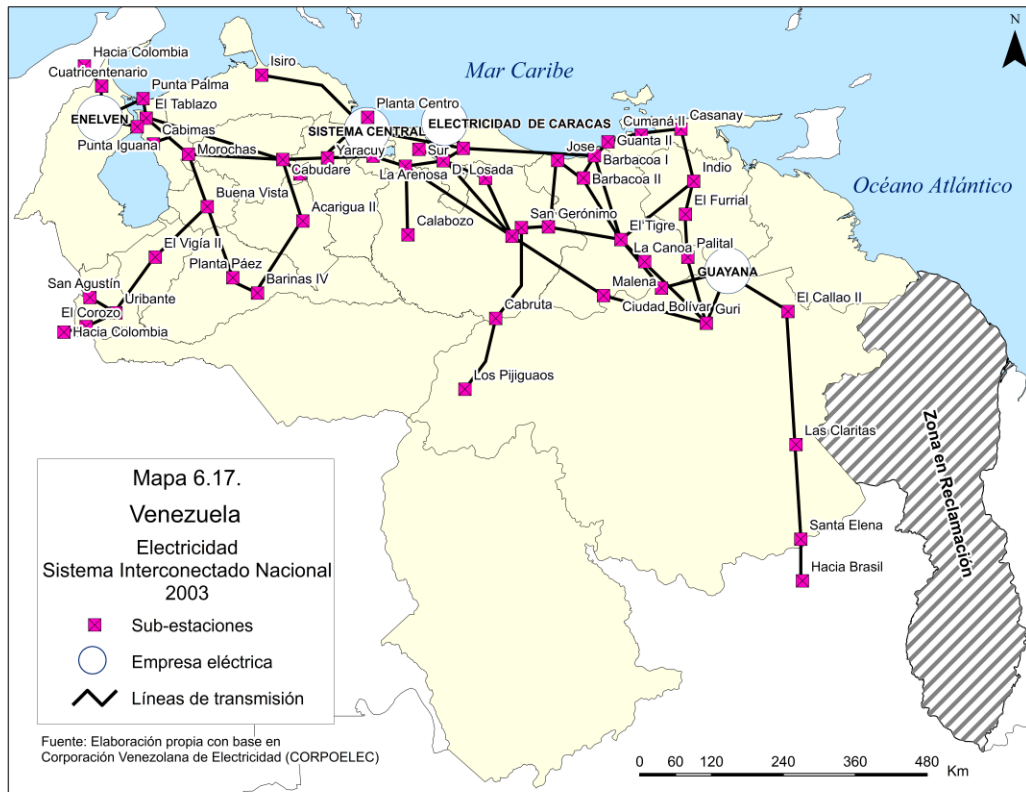 N
Hacia Colombia
Isiro
Mar Caribe
Cuatricentenario
Punta Palma
Planta Centro
El Tablazo
ENELVEN
Cabimas
SISTEMA CENTRAL
ELECTRICIDAD DE CARACAS
Cumaná II
Casanay
Guanta II
Punta Iguana
Morochas
Yaracuy
Sur
Jose
Barbacoa I
Cabudare
La Arenosa
D. Losada
Barbacoa II
Indio
Océano Atlántico
Buena Vista
Acarigua II
Calabozo
San Gerónimo
El Tigre
El Furrial
El Vigía II
La Canoa
Palital
GUAYANA
Planta Páez
Barinas IV
Malena
San Agustín
Uribante
Cabruta
Ciudad Bolívar
Guri
El Callao II
El Corozo
Hacia Colombia
Los Pijiguaos
Las Claritas
Zona en Reclamación
Santa Elena
Hacia Brasil
Mapa 6.17.
Venezuela
Electricidad
Sistema Interconectado Nacional
2003
Sub-estaciones
Empresa eléctrica
Líneas de transmisión
Fuente: Elaboración propia con base en
Corporación Venezolana de Electricidad (CORPOELEC)
0 60 120 240 360 480
Km